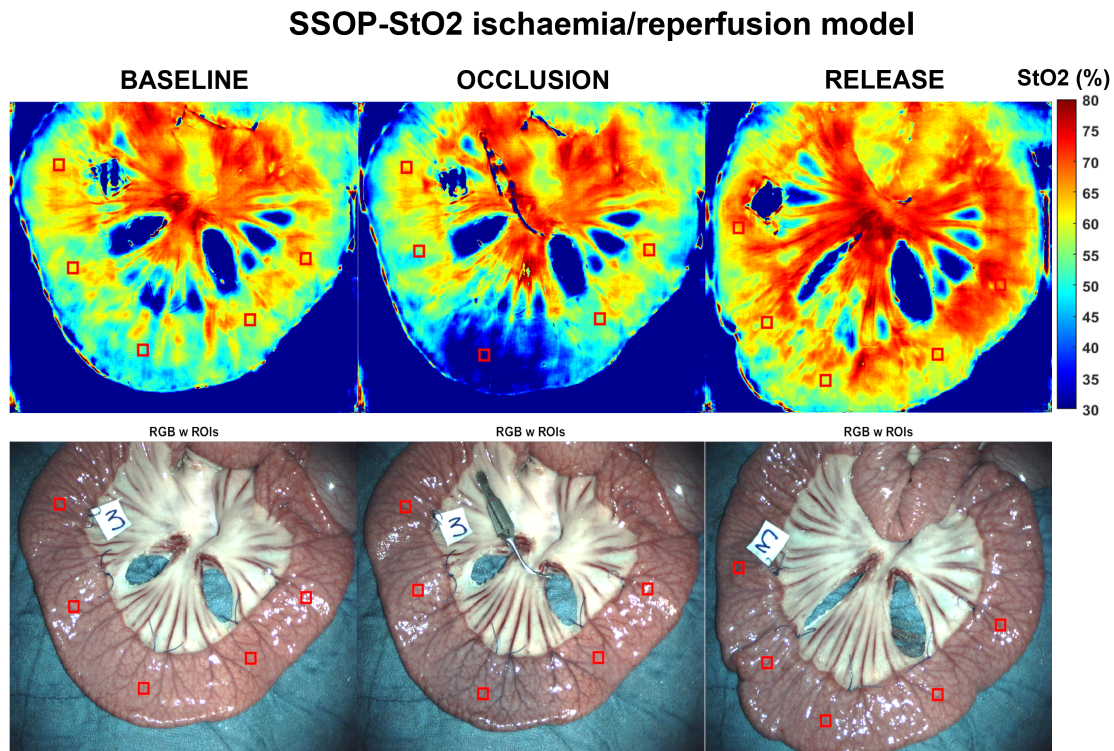 SSOP-StO2 ischaemia/reperfusion model
BASELINE OCCLUSION RELEASE StO2 (%)
80
75
70
65
60
55
50
45
40
35
30
RGB w ROIs RGB w ROIs RGB w ROIs
3 3 3